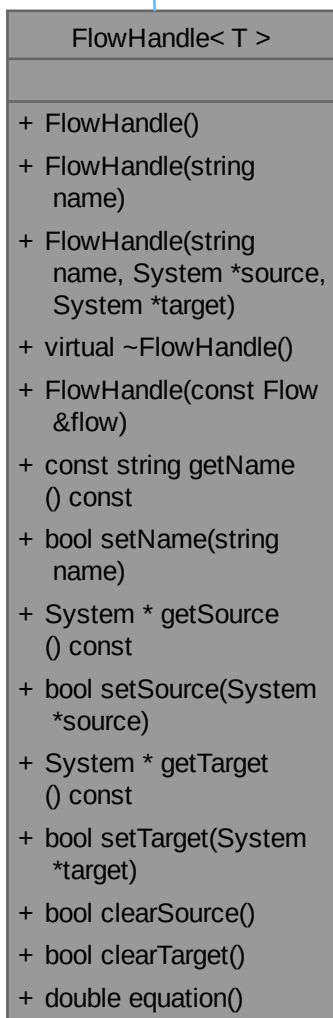 FlowHandle< T >
+ FlowHandle()
+ FlowHandle(string
name)
+ FlowHandle(string
name, System *source,
System *target)
+ virtual ~FlowHandle()
+ FlowHandle(const Flow
&flow)
+ const string getName
() const
+ bool setName(string
name)
+ System * getSource
() const
+ bool setSource(System
*source)
+ System * getTarget
() const
+ bool setTarget(System
*target)
+ bool clearSource()
+ bool clearTarget()
+ double equation()